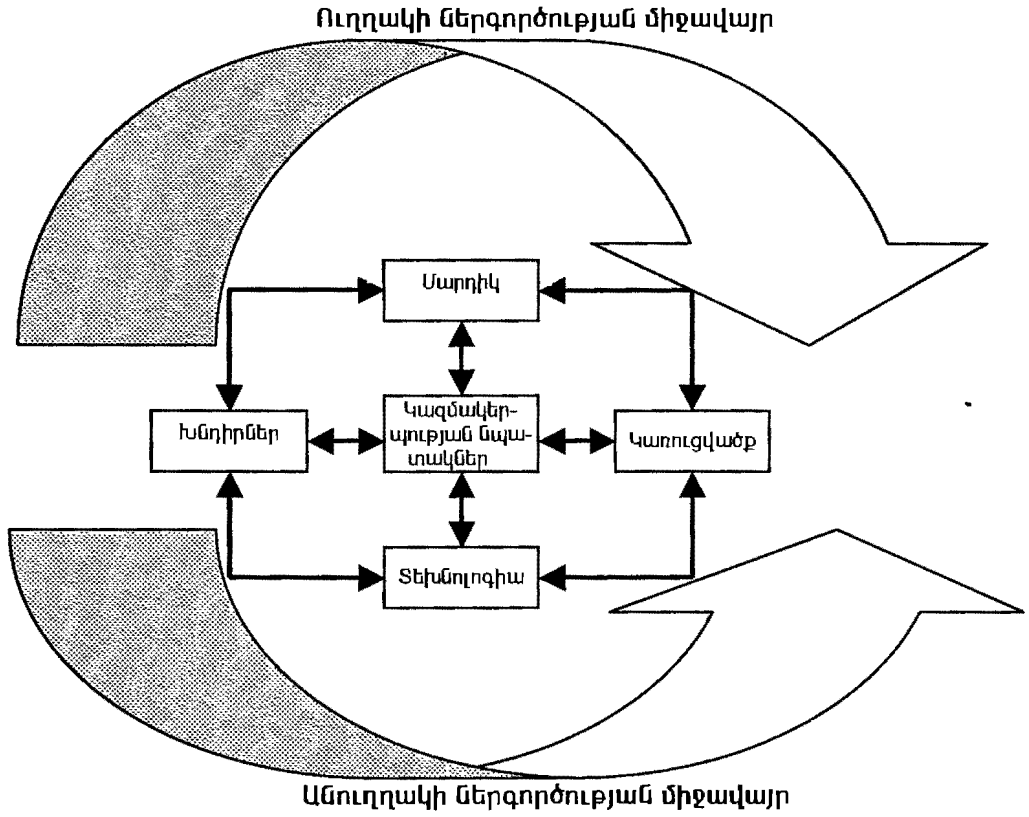 Ուղղակի ներգործության միջավայր
Մարդիկ
Խնդիրներ
Կազմակեր-
պության նպա-
տակներ
Կառուցվածք
Տեխնոլոգիա
Անուղղակի ներգործության միջավայր